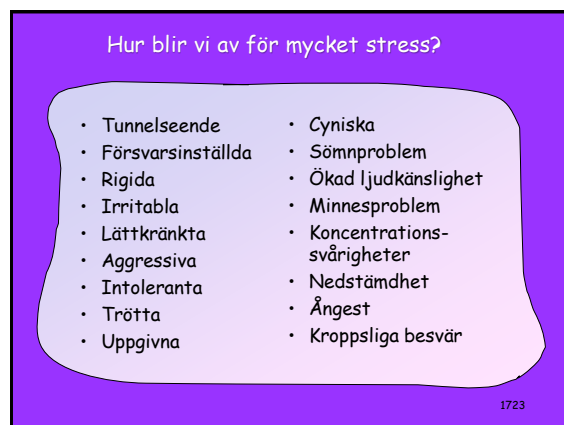 Hur blir vi av för mycket stress?
• Tunnelseende
• Försvarsinställda
• Rigida
• Irritabla
• Lättkränkta
• Aggressiva
• Intoleranta
• Trötta
• Uppgivna
• Cyniska
• Sömnproblem
• Ökad ljudkänslighet
• Minnesproblem
• Koncentrations-
svårigheter
• Nedstämdhet
• Ångest
• Kroppsliga besvär
1723